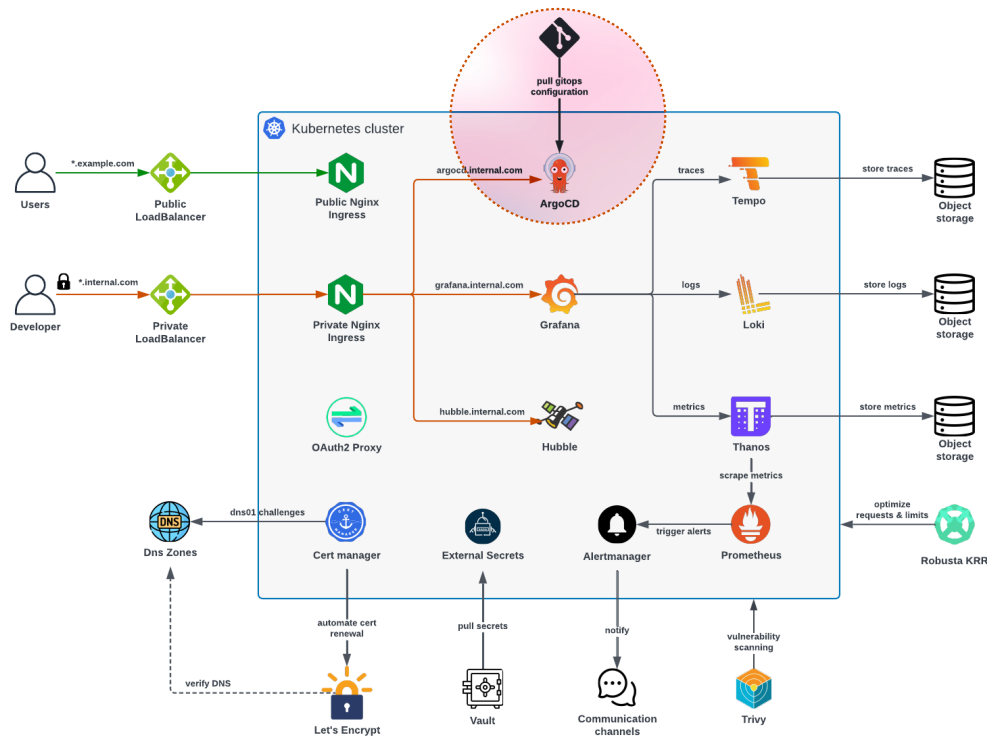 pull gitops
configuration
Kubernetes cluster
*.example.com
Users
Public
LoadBalancer
Public Nginx
Ingress
argocd.internal.com
ArgoCD
traces
Tempo
store traces
Object
storage
*.internal.com
Developer
Private
LoadBalancer
Private Nginx
Ingress
grafana.internal.com
Grafana
logs
Loki
store logs
Object
storage
OAuth2 Proxy
hubble.internal.com
Hubble
metrics
Thanos
store metrics
Object
storage
scrape metrics
DNS
Dns Zones
dns01 challenges
CERT
MANAGER
Cert manager
External Secrets
Alertmanager
trigger alerts
Prometheus
optimize
requests & limits
Robusta KRR
automate cert
renewal
pull secrets
notify
vulnerability
scanning
verify DNS
Let's Encrypt
Vault
Communication
channels
Trivy